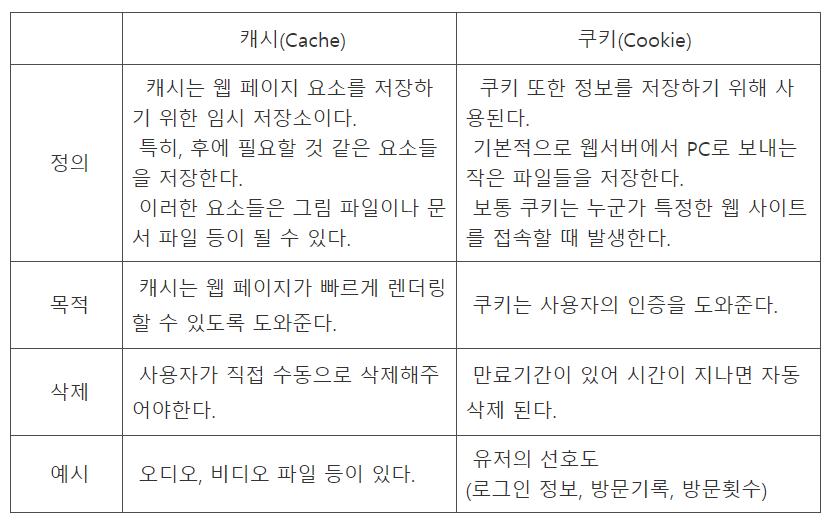 캐시(Cache)
쿠키(Cookie)
정의
캐시는 웹 페이지 요소를 저장하
기 위한 임시 저장소이다.
특히, 후에 필요할 것 같은 요소들
을 저장한다.
이러한 요소들은 그림 파일이나 문
서 파일 등이 될 수 있다.
쿠키 또한 정보를 저장하기 위해 사
용된다.
기본적으로 웹서버에서 PC로 보내는
작은 파일들을 저장한다.
보통 쿠키는 누군가 특정한 웹 사이트
를 접속할 때 발생한다.
목적
캐시는 웹 페이지가 빠르게 렌더링
할 수 있도록 도와준다.
쿠키는 사용자의 인증을 도와준다.
삭제
사용자가 직접 수동으로 삭제해주
어야한다.
만료기간이 있어 시간이 지나면 자동
삭제 된다.
예시
오디오, 비디오 파일 등이 있다.
유저의 선호도
(로그인 정보, 방문기록, 방문횟수)